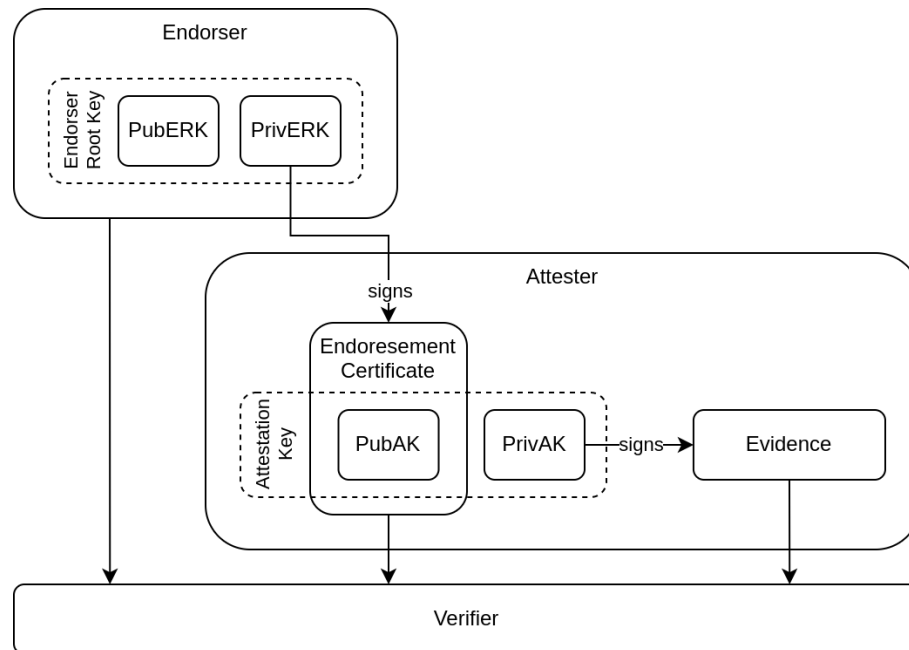 Endorser
Endorser
Root Key
PubERK
PrivERK
Attester
signs
Endoresement
Certificate
Attestation
Key
PubAK
PrivAK
signs
Evidence
Verifier